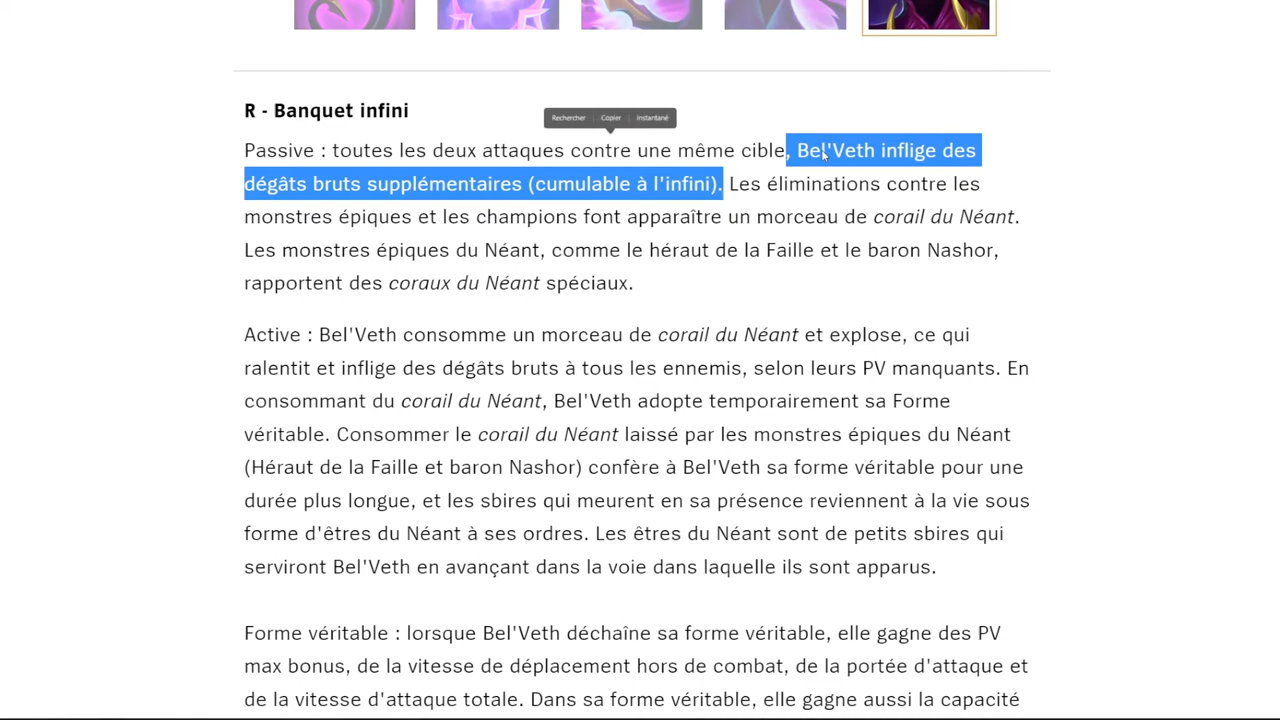 R - Banquet infini
Rechercher Copier Instantané
Passive : toutes les deux attaques contre une même cible, Bel'Veth inflige des
dégâts bruts supplémentaires (cumulable à l'infini). Les éliminations contre les
monstres épiques et les champions font apparaître un morceau de corail du Néant.
Les monstres épiques du Néant, comme le héraut de la Faille et le baron Nashor,
rapportent des coraux du Néant spéciaux.
Active : Bel'Veth consomme un morceau de corail du Néant et explose, ce qui
ralentit et inflige des dégâts bruts à tous les ennemis, selon leurs PV manquants. En
consommant du corail du Néant, Bel'Veth adopte temporairement sa Forme
véritable. Consommer le corail du Néant laissé par les monstres épiques du Néant
(Héraut de la Faille et baron Nashor) confère à Bel'Veth sa forme véritable pour une
durée plus longue, et les sbires qui meurent en sa présence reviennent à la vie sous
forme d'êtres du Néant à ses ordres. Les êtres du Néant sont de petits sbires qui
serviront Bel'Veth en avançant dans la voie dans laquelle ils sont apparus.
Forme véritable : lorsque Bel'Veth déchaîne sa forme véritable, elle gagne des PV
max bonus, de la vitesse de déplacement hors de combat, de la portée d'attaque et
de la vitesse d'attaque totale. Dans sa forme véritable, elle gagne aussi la capacité